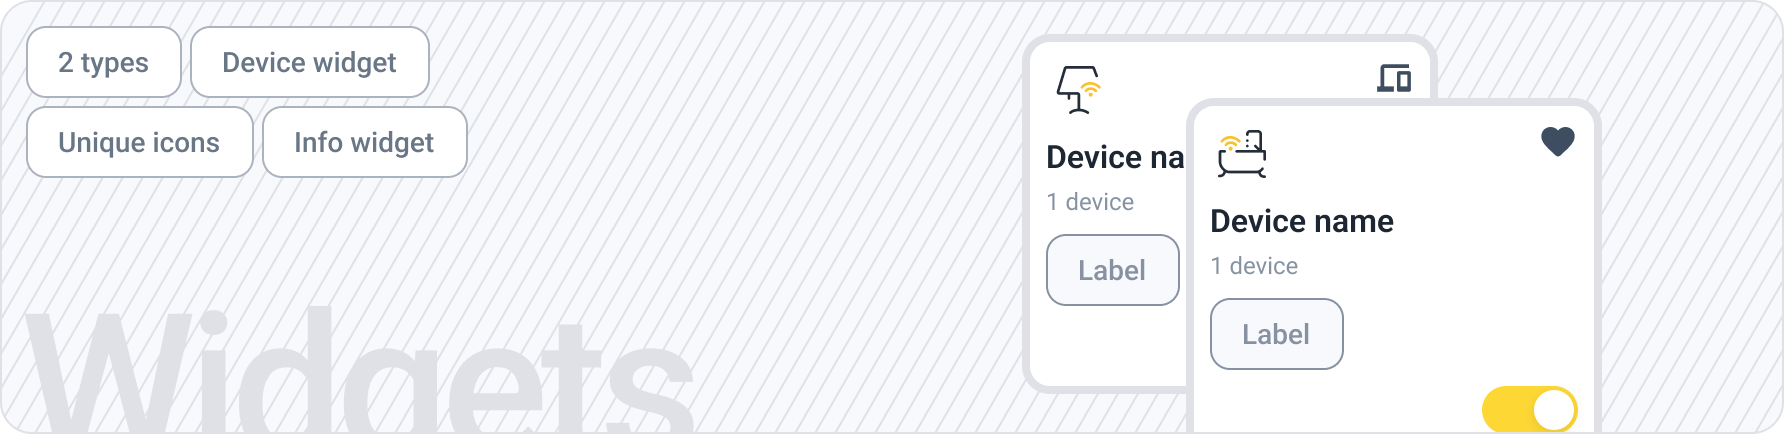 2 types
Device widget
Unique icons
Info widget
Widgets
Device na
1 device
Label
Device name
1 device
Label